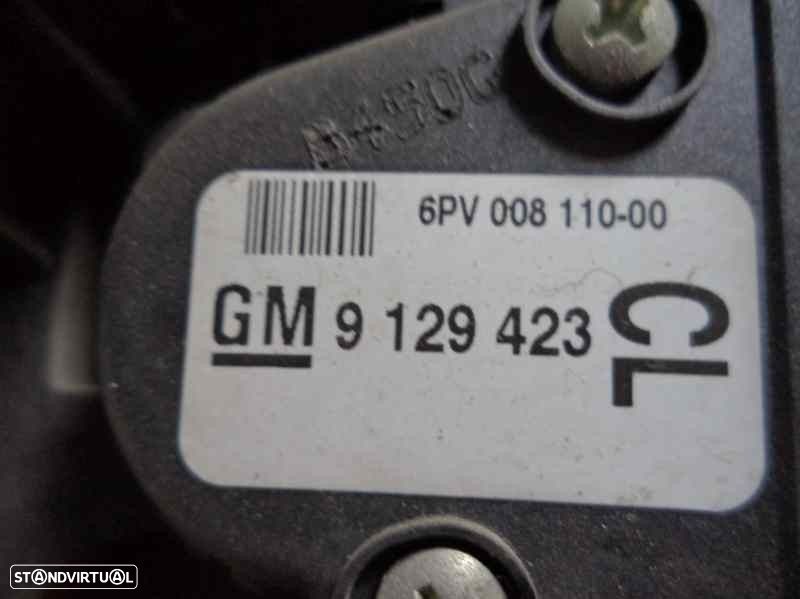 6PV 008 110-00
GM 9 129 423
CL
STANDVIRTUAL